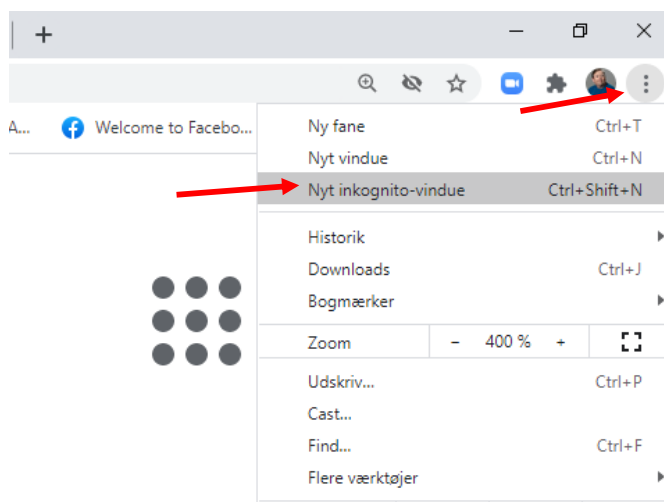 A... Welcome to Facebo...
Ny fane Ctrl+T
Nyt vindue Ctrl+N
Nyt inkognito-vindue Ctrl+Shift+N
Historik
Downloads Ctrl+J
Bogmærker
Zoom - 400 % +
Udskriv... Ctrl+P
Cast...
Find... Ctrl+F
Flere værktøjer